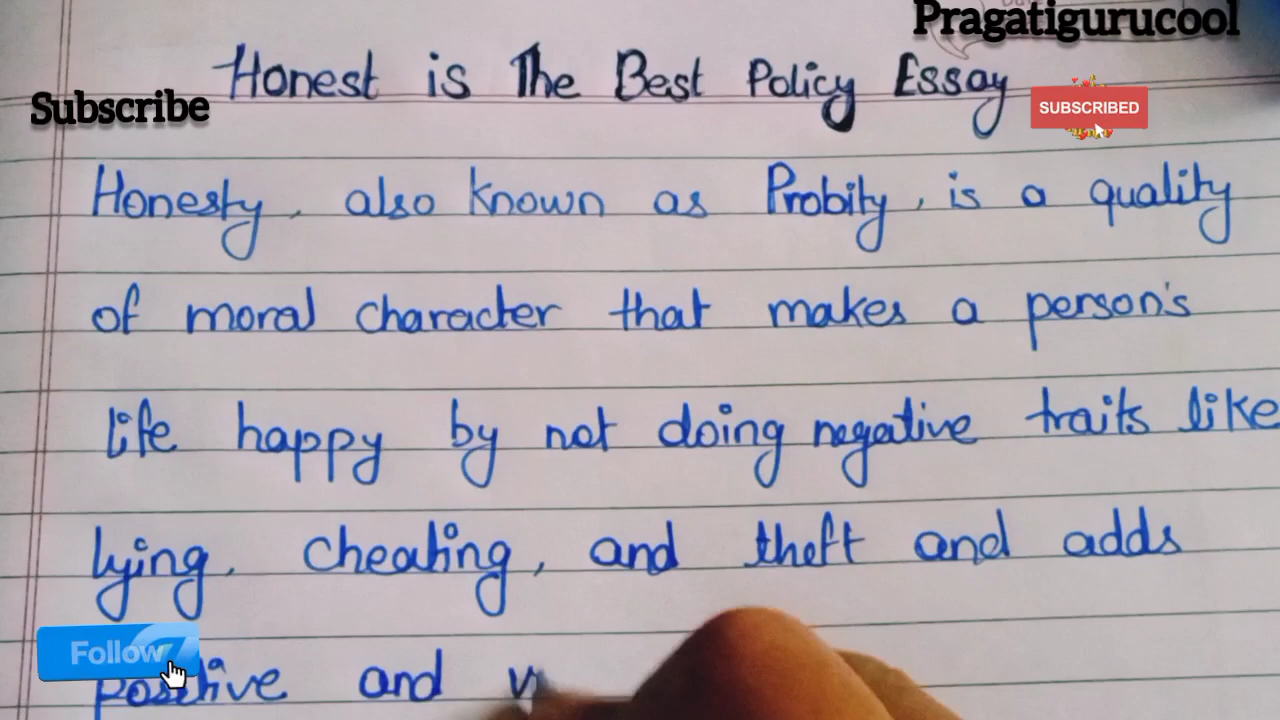 Pragatigurucool
Honest is The Best Policy Essay
Subscribe
SUBSCRIBED
Honesty, also known as Probity, is a quality
of moral character that makes a person's
life happy by not doing negative traits like
lying, cheating, and theft and adds
Follow
positive and